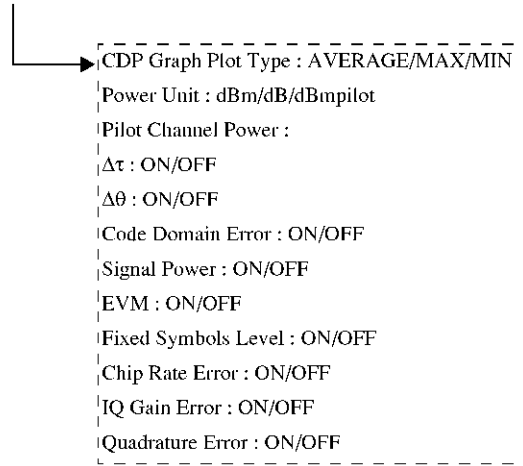 CDP Graph Plot Type : AVERAGE/MAX/MIN
Power Unit : dBm/dB/dBmpilot
Pilot Channel Power :
Δτ : ON/OFF
Δθ : ON/OFF
Code Domain Error : ON/OFF
Signal Power : ON/OFF
EVM : ON/OFF
Fixed Symbols Level : ON/OFF
Chip Rate Error : ON/OFF
IQ Gain Error : ON/OFF
Quadrature Error : ON/OFF